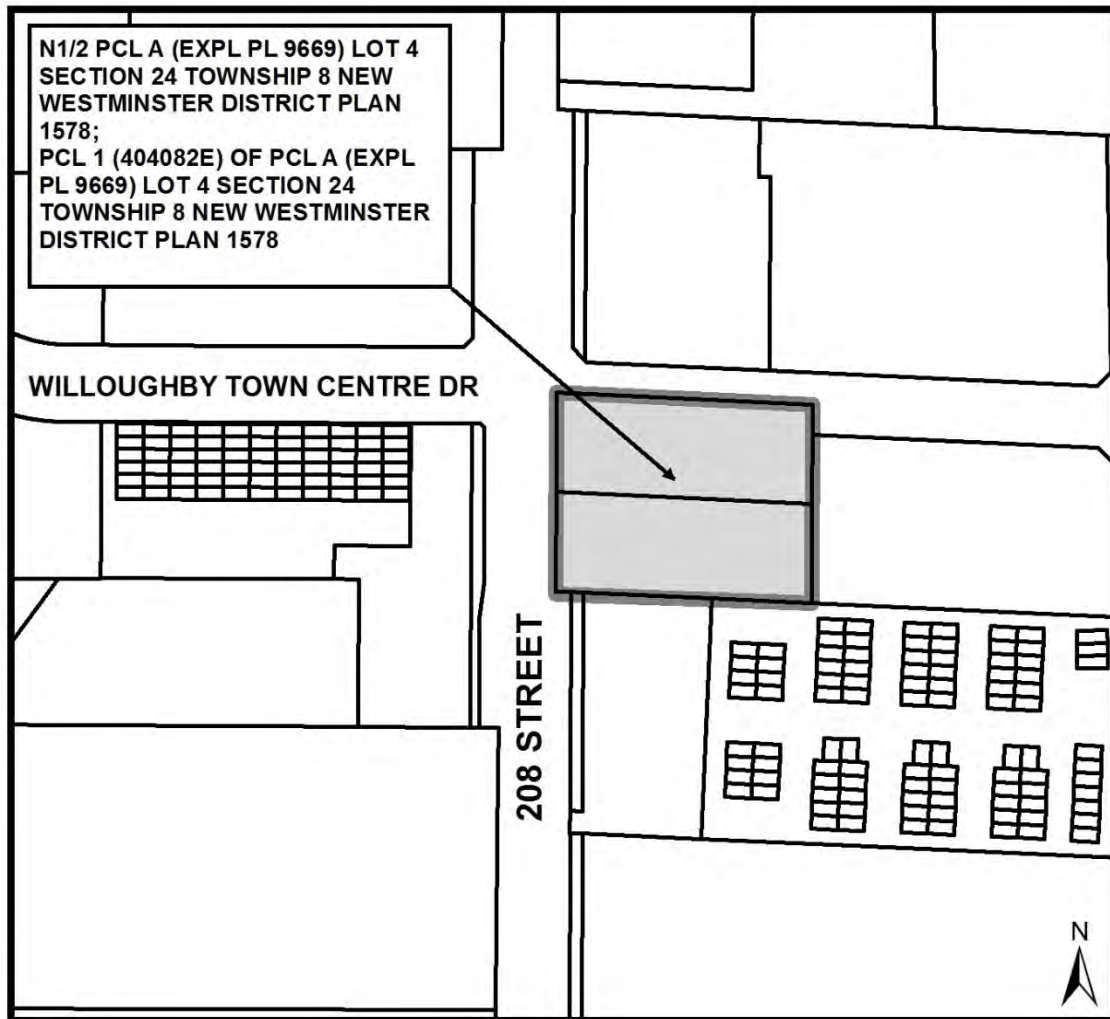 N1/2 PCL A (EXPL PL 9669) LOT 4
SECTION 24 TOWNSHIP 8 NEW
WESTMINSTER DISTRICT PLAN
1578;
PCL 1 (404082E) OF PCL A (EXPL
PL 9669) LOT 4 SECTION 24
TOWNSHIP 8 NEW WESTMINSTER
DISTRICT PLAN 1578
WILLOUGHBY TOWN CENTRE DR
208 STREET
N